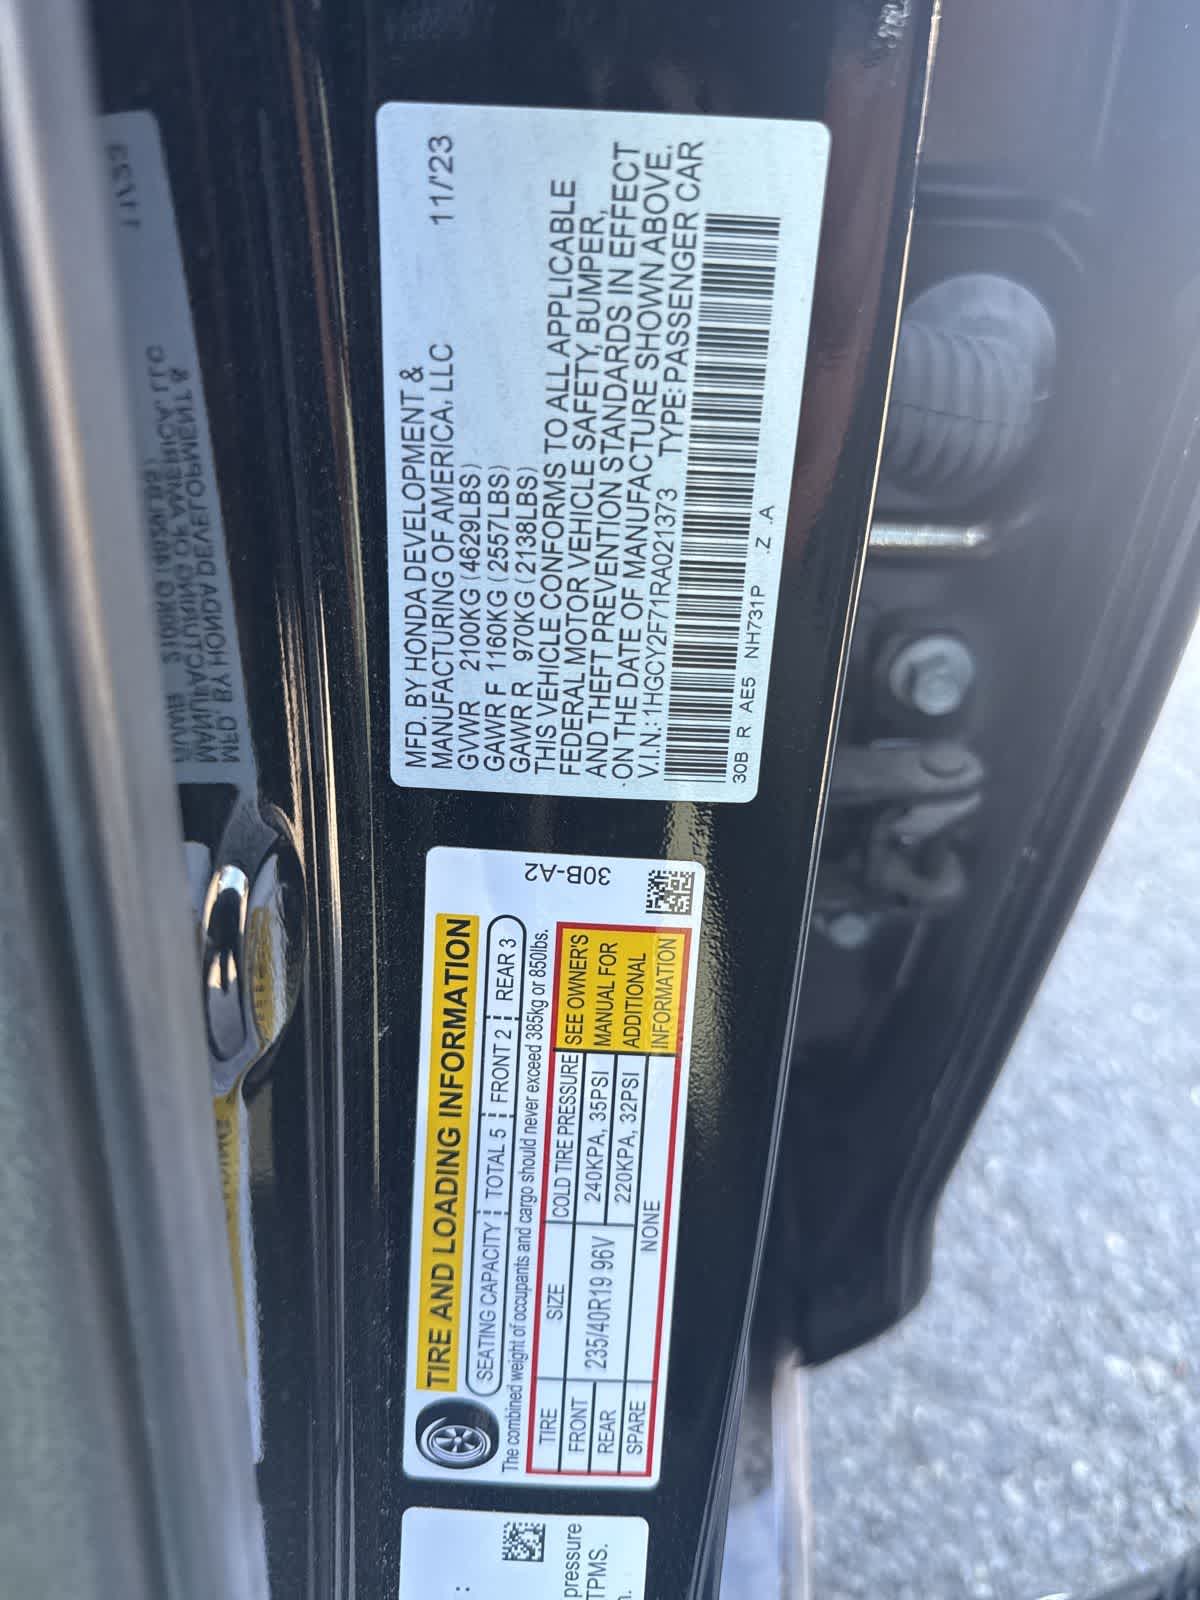 MFD. BY HONDA DEVELOPMENT &
MANUFACTURING OF AMERICA, LLC 11/'23
GVWR 2100KG (4629LBS)
GAWR F 1160KG (2557LBS)
GAWR R 970KG (2138LBS)
THIS VEHICLE CONFORMS TO ALL APPLICABLE
FEDERAL MOTOR VEHICLE SAFETY, BUMPER,
AND THEFT PREVENTION STANDARDS IN EFFECT
ON THE DATE OF MANUFACTURE SHOWN ABOVE.
V.I.N.: 1HGCY2F71RA021373 TYPE: PASSENGER CAR
30B R AE5 NH731P Z A
TIRE AND LOADING INFORMATION
30B-A2
SEATING CAPACITY TOTAL 5 FRONT 2 REAR 3
The combined weight of occupants and cargo should never exceed 385kg or 850lbs.
TIRE SIZE COLD TIRE PRESSURE
FRONT 235/40R19 96V 240KPA, 35PSI
REAR 220KPA, 32PSI
SPARE NONE
SEE OWNER'S
MANUAL FOR
ADDITIONAL
INFORMATION
pressure
TPMS.